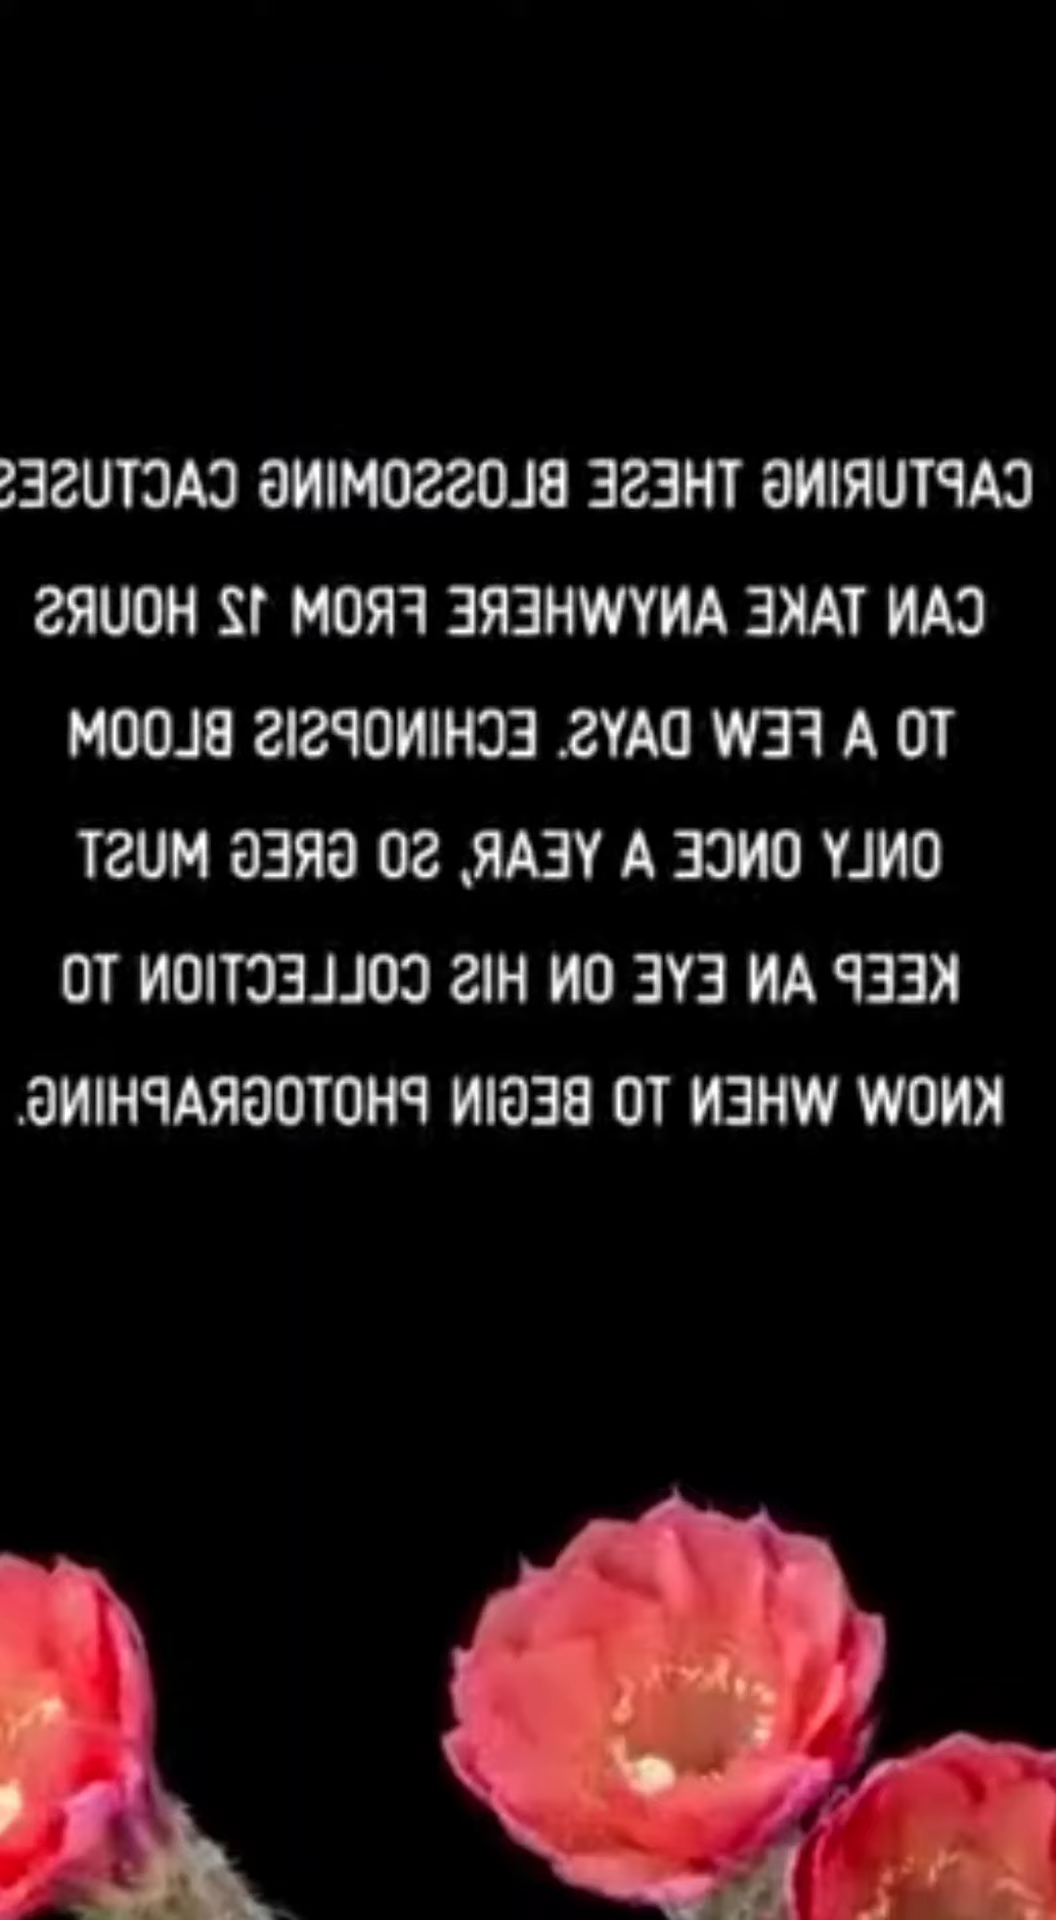 CAPTURING THESE BLOSSOMING CACTUSES
CAN TAKE ANYWHERE FROM 12 HOURS
TO A FEW DAYS. ECHINOPSIS BLOOM
ONLY ONCE A YEAR, SO GREG MUST
KEEP AN EYE ON HIS COLLECTION TO
KNOW WHEN TO BEGIN PHOTOGRAPHING.